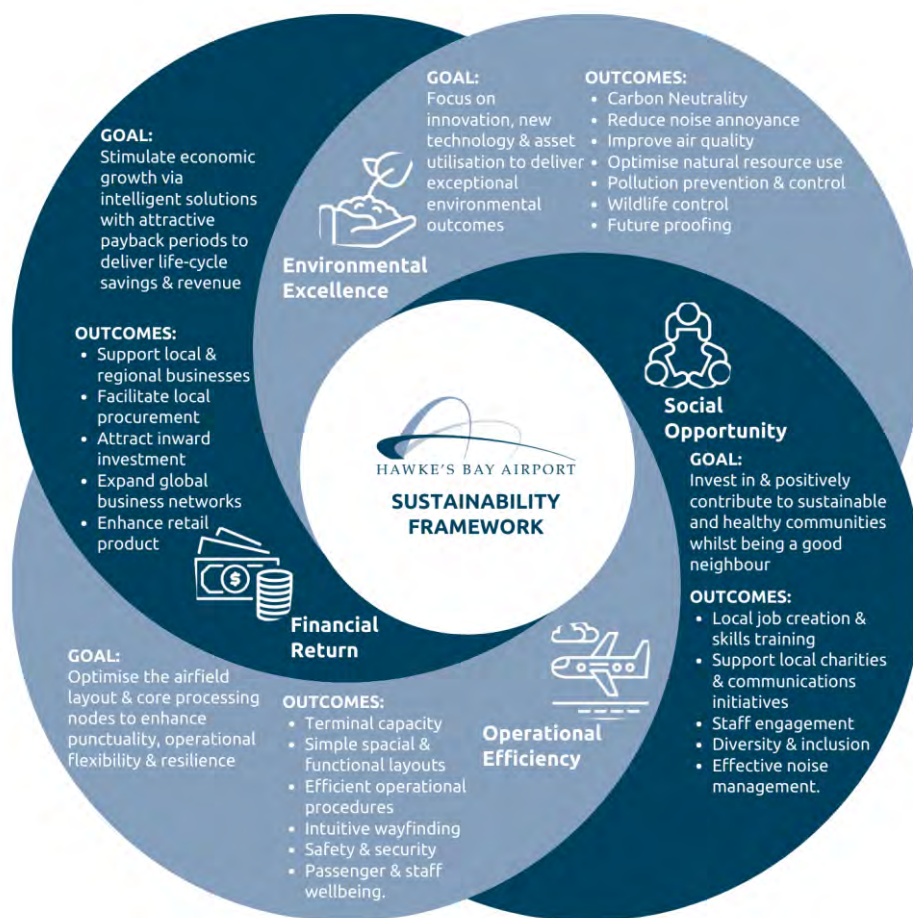 GOAL:
Focus on
innovation, new
technology & asset
utilisation to deliver
exceptional
environmental
outcomes
OUTCOMES:
• Carbon Neutrality
• Reduce noise annoyance
• Improve air quality
• Optimise natural resource use
• Pollution prevention & control
• Wildlife control
• Future proofing
Environmental
Excellence
GOAL:
Stimulate economic
growth via
intelligent solutions
with attractive
payback periods to
deliver life-cycle
savings & revenue
OUTCOMES:
• Support local &
regional businesses
• Facilitate local
procurement
• Attract inward
investment
• Expand global
business networks
• Enhance retail
product
$
Financial
Return
HAWKE'S BAY AIRPORT
SUSTAINABILITY
FRAMEWORK
Social
Opportunity
GOAL:
Invest in & positively
contribute to sustainable
and healthy communities
whilst being a good
neighbour
OUTCOMES:
• Local job creation &
skills training
• Support local charities
& communications
initiatives
• Staff engagement
• Diversity & inclusion
• Effective noise
management.
GOAL:
Optimise the airfield
layout & core processing
nodes to enhance
punctuality, operational
flexibility & resilience
OUTCOMES:
• Terminal capacity
• Simple spacial &
functional layouts
• Efficient operational
procedures
• Intuitive wayfinding
• Safety & security
• Passenger & staff
wellbeing.
Operational
Efficiency